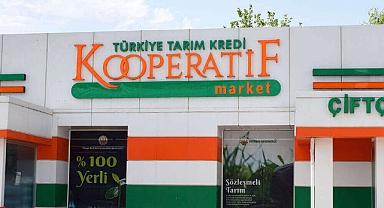 TÜRKİYE TARIM KREDİ
KOOPERATİF
market
ÇİFTÇ
% 100
Yerli
Sözleşmeli
Tarım